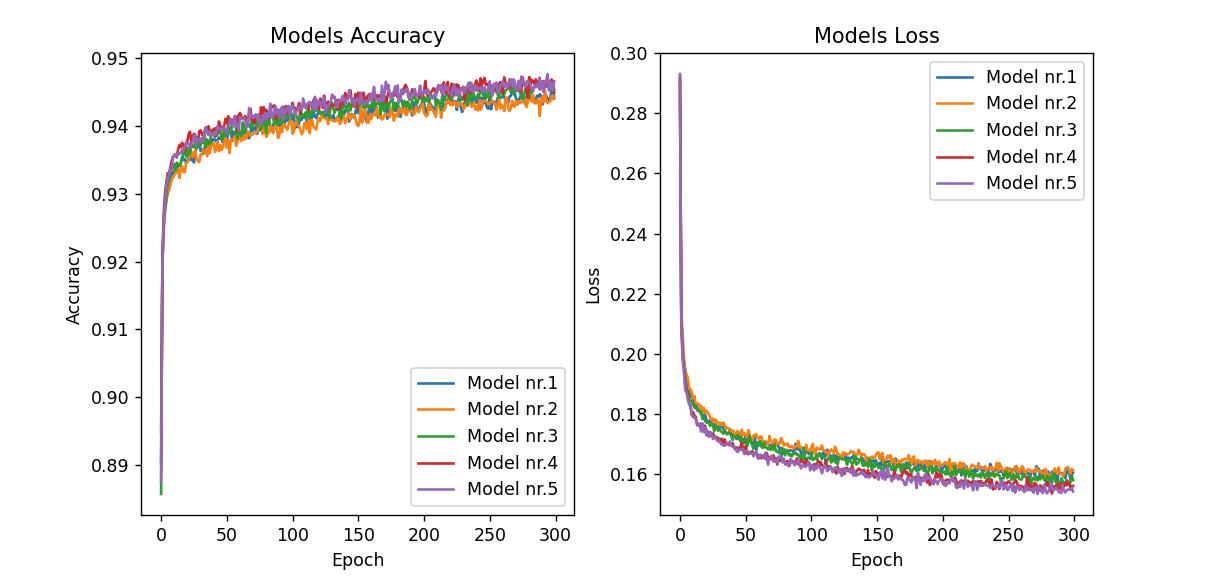 Models Accuracy
Accuracy
0.95
0.94
0.93
0.92
0.91
0.90
0.89
0
50
100
150
200
250
300
Epoch
Model nr.1
Model nr.2
Model nr.3
Model nr.4
Model nr.5
Models Loss
Loss
0.30
0.28
0.26
0.24
0.22
0.20
0.18
0.16
0
50
100
150
200
250
300
Epoch
Model nr.1
Model nr.2
Model nr.3
Model nr.4
Model nr.5